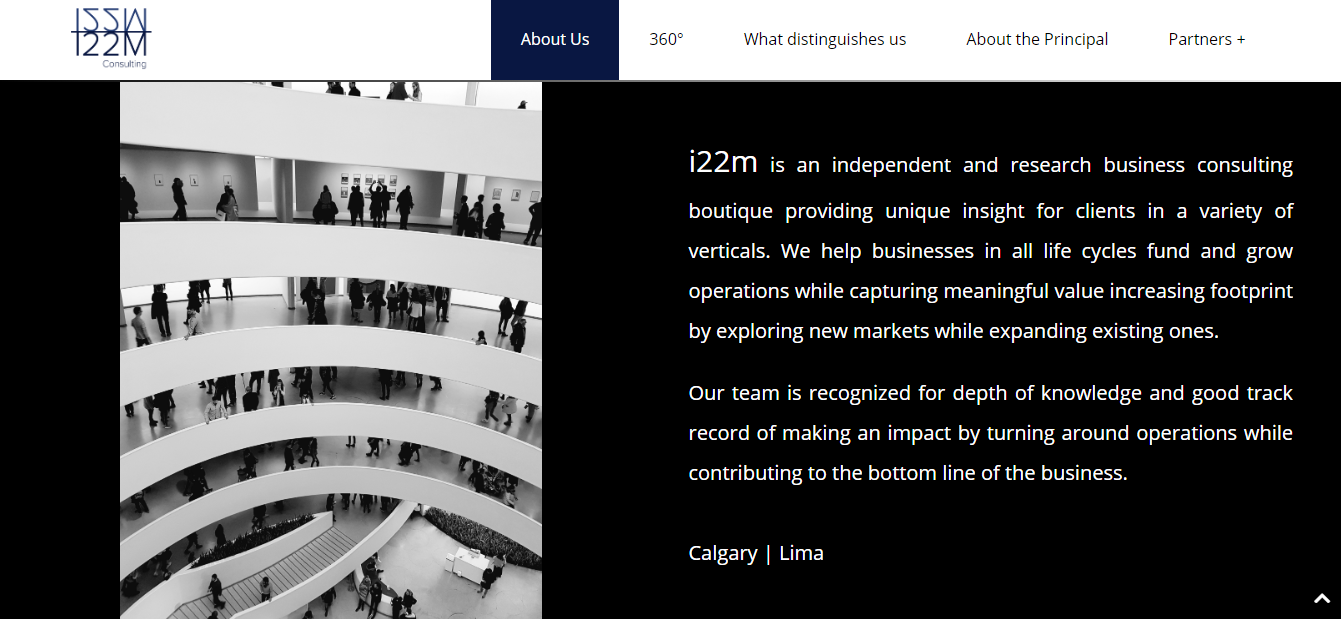 I22M
Consulting
About Us
360°
What distinguishes us
About the Principal
Partners +
i22m is an independent and research business consulting
boutique providing unique insight for clients in a variety of
verticals. We help businesses in all life cycles fund and grow
operations while capturing meaningful value increasing footprint
by exploring new markets while expanding existing ones.
Our team is recognized for depth of knowledge and good track
record of making an impact by turning around operations while
contributing to the bottom line of the business.
Calgary | Lima